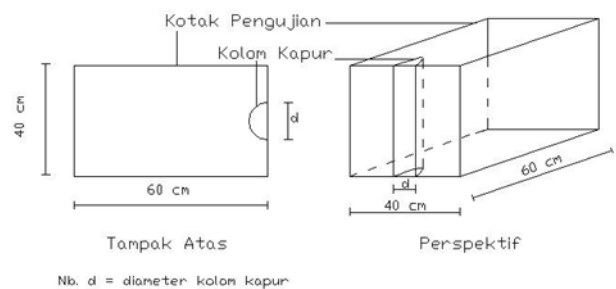 Kotak Pengujian
Kolom Kapur
40 cm
d
60 cm
Tampak Atas
d
40 cm
60 cm
Perspektif
Nb. d = diameter kolom kapur